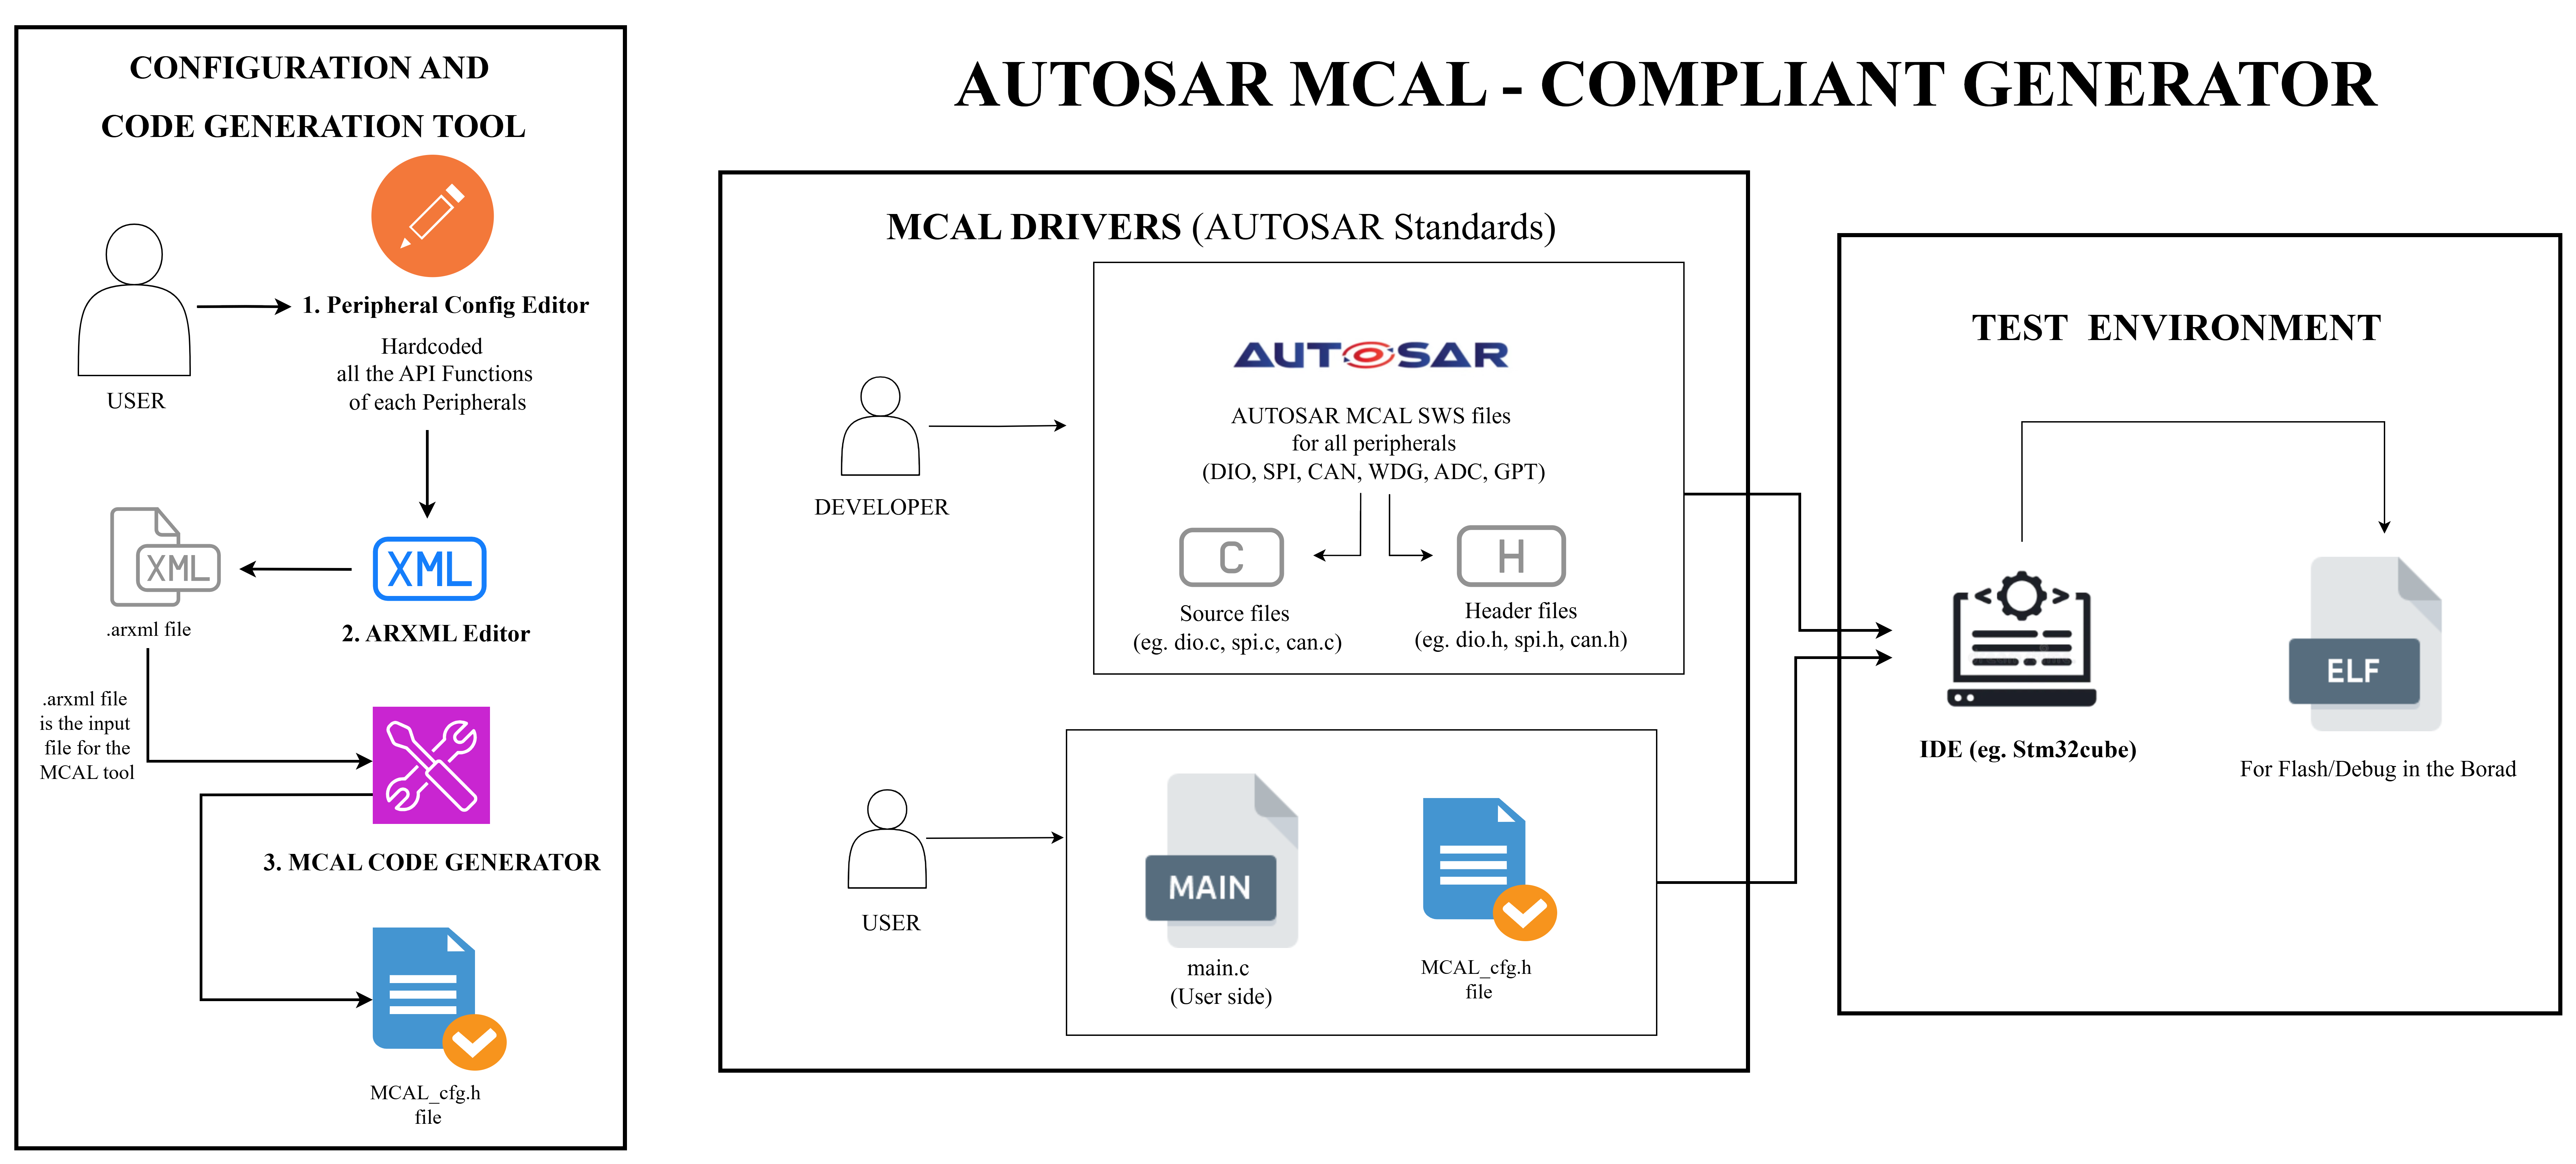 CONFIGURATION AND
CODE GENERATION TOOL
USER
1. Peripheral Config Editor
Hardcoded
all the API Functions
of each Peripherals
XML
.arxml file
XML
2. ARXML Editor
.arxml file
is the input
file for the
MCAL tool
3. MCAL CODE GENERATOR
MCAL_cfg.h
file
AUTOSAR MCAL - COMPLIANT GENERATOR
MCAL DRIVERS (AUTOSAR Standards)
DEVELOPER
AUTOSAR
AUTOSAR MCAL SWS files
for all peripherals
(DIO, SPI, CAN, WDG, ADC, GPT)
C
Source files
(eg. dio.c, spi.c, can.c)
H
Header files
(eg. dio.h, spi.h, can.h)
USER
MAIN
main.c
(User side)
MCAL_cfg.h
file
TEST ENVIRONMENT
IDE (eg. Stm32cube)
ELF
For Flash/Debug in the Borad